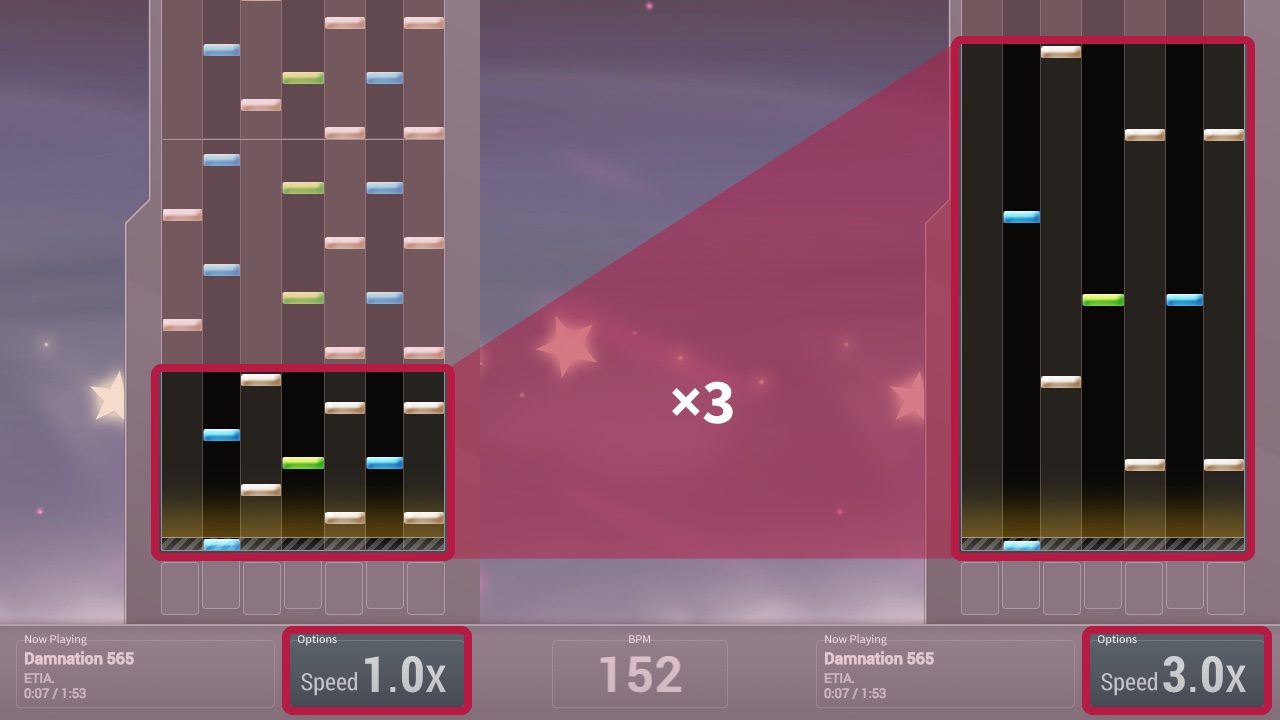 ×3
Now Playing
Damnation 565
ETIA.
0:07 / 1:53
Options
Speed 1.0x
BPM
152
Now Playing
Damnation 565
ETIA.
0:07 / 1:53
Options
Speed 3.0x